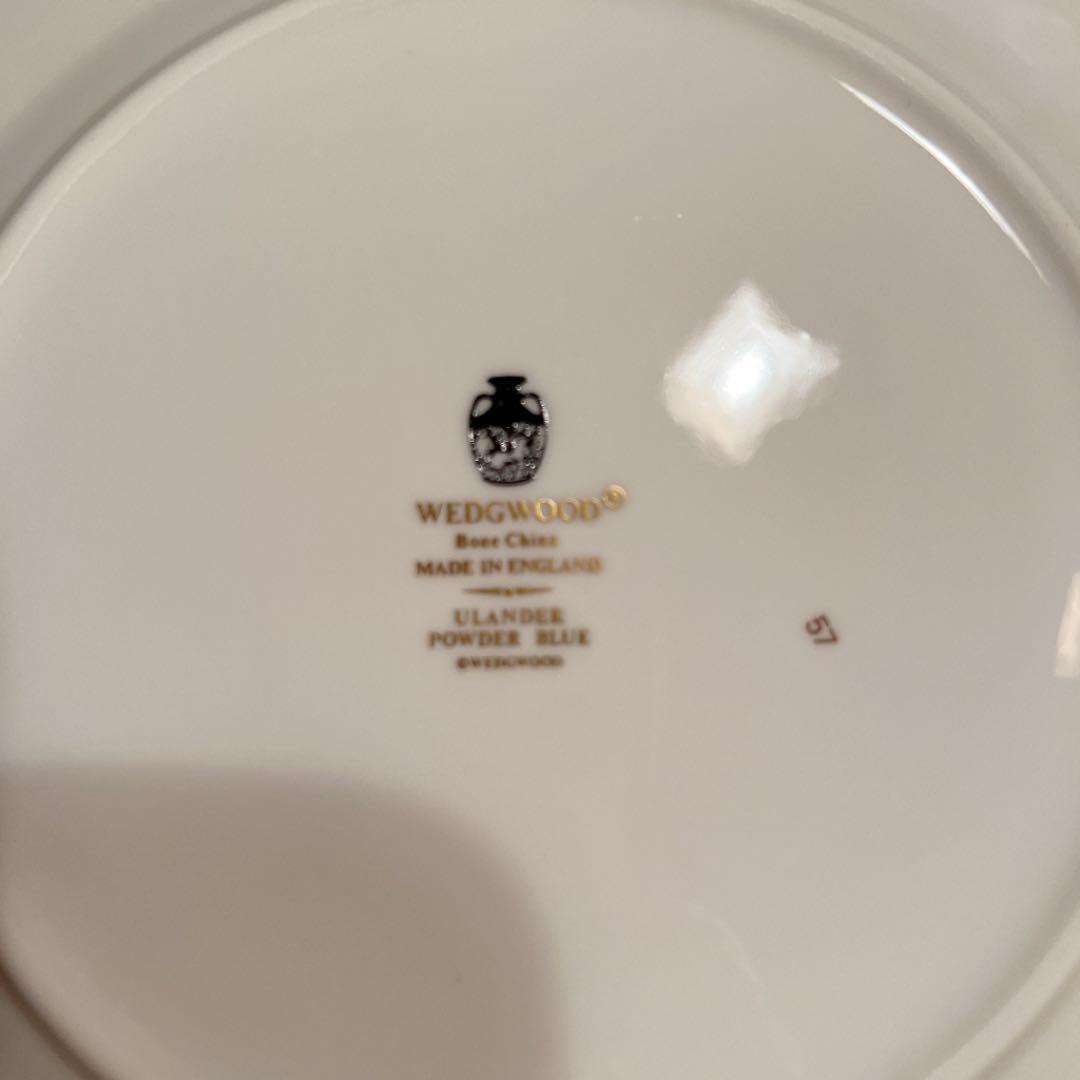 WEDGWOOD®
Bone China
MADE IN ENGLAND
ULANDER
POWDER BLUE
©WEDGWOOD
57